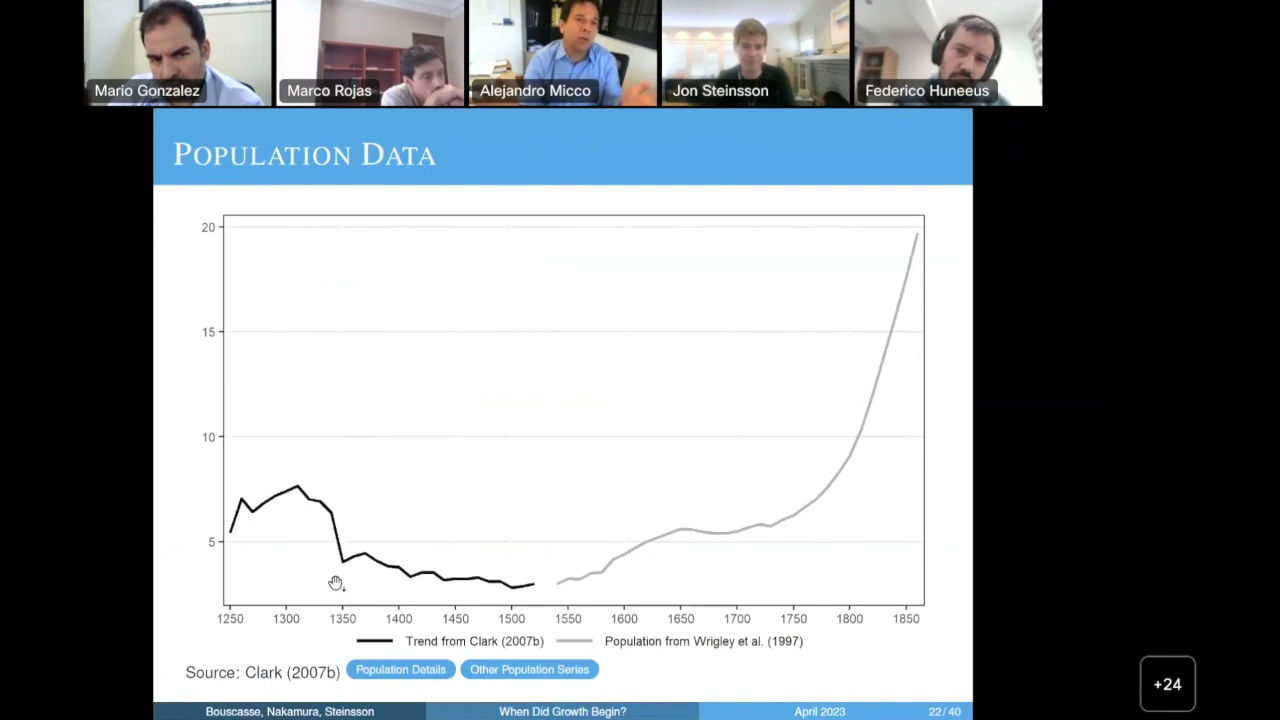 Mario Gonzalez
Marco Rojas
Alejandro Micco
Jon Steinsson
Federico Huneeus
POPULATION DATA
20
15
10
5
1250 1300 1350 1400 1450 1500 1550 1600 1650 1700 1750 1800 1850
Trend from Clark (2007b) Population from Wrigley et al. (1997)
Source: Clark (2007b) Population Details Other Population Series
Bouscasse, Nakamura, Steinsson When Did Growth Begin? April 2023 22/40
+24